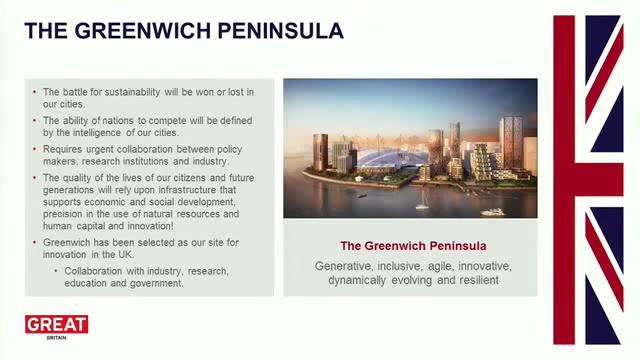 THE GREENWICH PENINSULA
• The battle for sustainability will be won or lost in
our cities.
• The ability of nations to compete will be defined
by the intelligence of our cities.
• Requires urgent collaboration between policy
makers, research institutions and industry.
• The quality of the lives of our citizens and future
generations will rely upon infrastructure that
supports economic and social development,
precision in the use of natural resources and
human capital and innovation!
• Greenwich has been selected as our site for
innovation in the UK.
• Collaboration with industry, research,
education and government.
The Greenwich Peninsula
Generative, inclusive, agile, innovative,
dynamically evolving and resilient
GREAT
BRITAIN